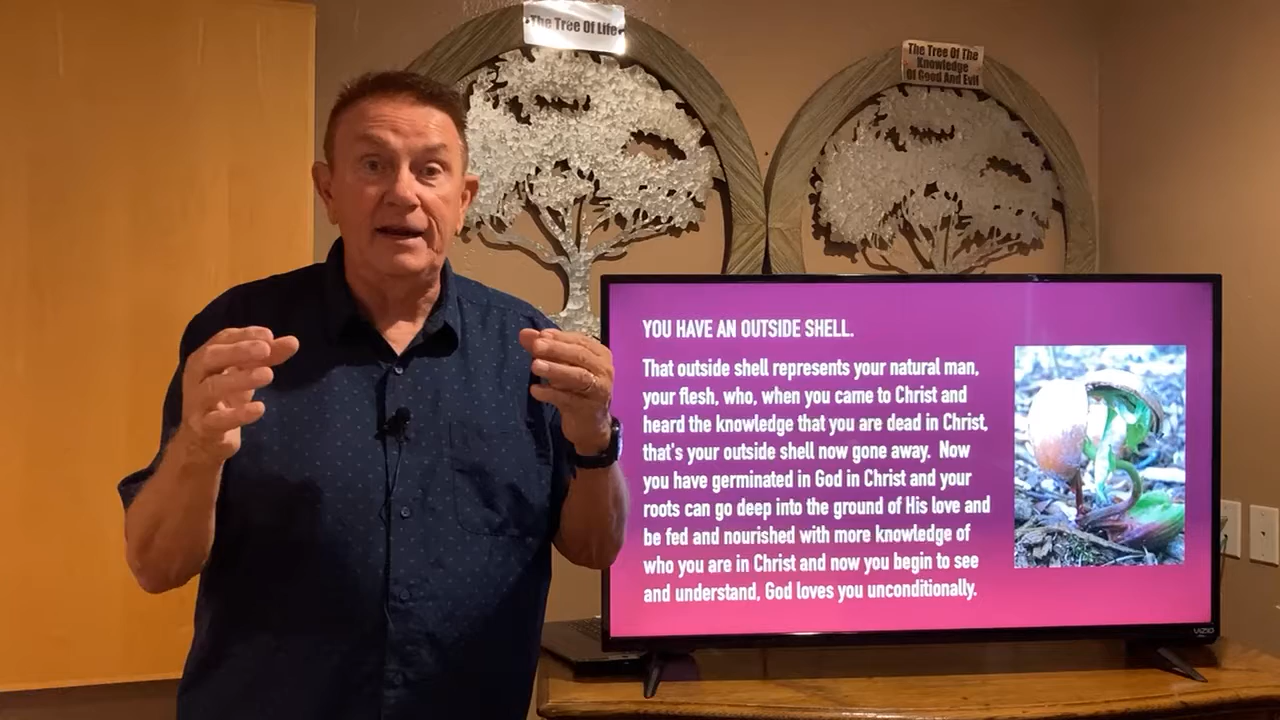 The Tree Of Life
The Tree Of The
Knowledge
Of Good And Evil
YOU HAVE AN OUTSIDE SHELL.
That outside shell represents your natural man,
your flesh, who, when you came to Christ and
heard the knowledge that you are dead in Christ,
that's your outside shell now gone away. Now
you have germinated in God in Christ and your
roots can go deep into the ground of His love and
be fed and nourished with more knowledge of
who you are in Christ and now you begin to see
and understand, God loves you unconditionally.
VIZIO